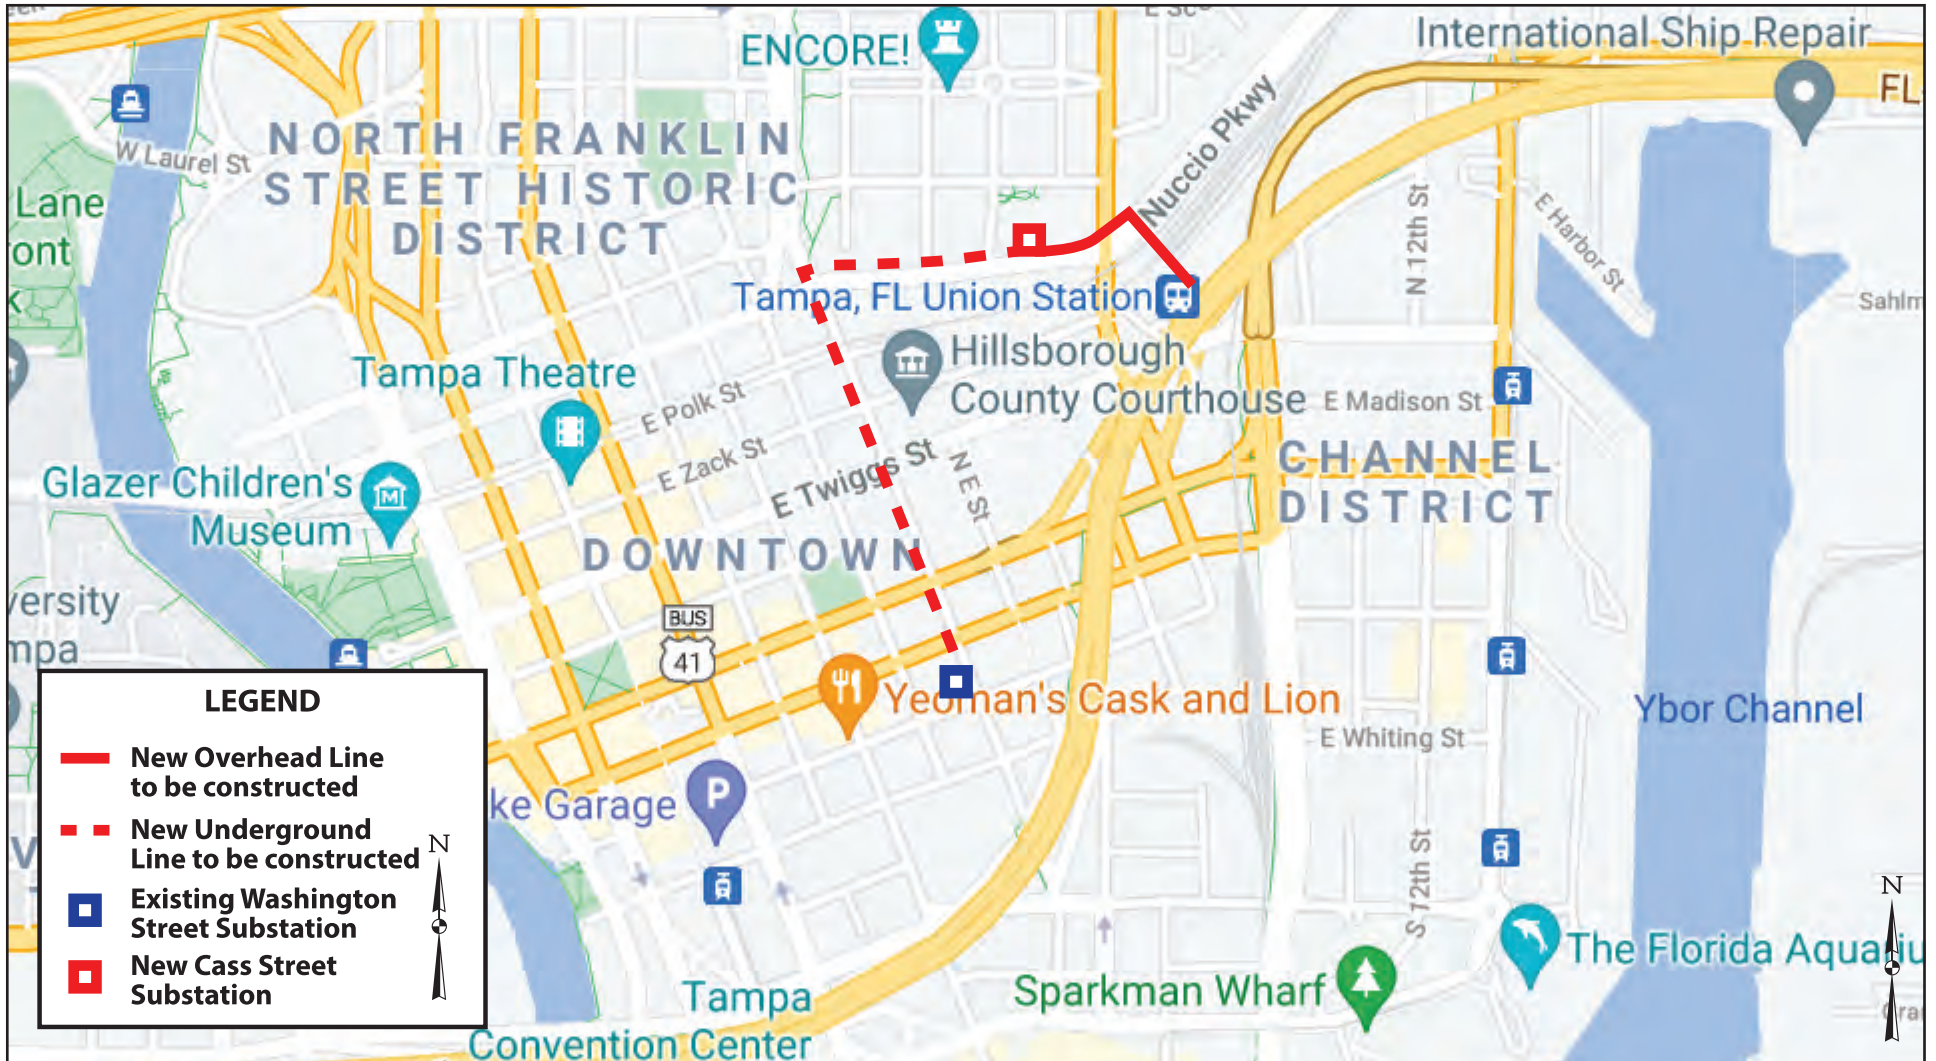 ENCORE!
International Ship Repair
FL
Nuccio Pkwy
NORTH FRANKLIN
STREET HISTORIC
DISTRICT
W Laurel St
Lane
ont
k
N 12th St
E Harbor St
Sahlm
Tampa, FL Union Station
Hillsborough
County Courthouse
Tampa Theatre
E Polk St
E Zack St
E Twiggs St
N E St
E Madison St
CHANNEL
DISTRICT
Glazer Children's
Museum
DOWNTOWN
versity
mpa
BUS
41
Yeoman's Cask and Lion
E Whiting St
Ybor Channel
ke Garage
P
S 12th St
The Florida Aquariu
Sparkman Wharf
Tampa
Convention Center
LEGEND
New Overhead Line
to be constructed
New Underground
Line to be constructed
Existing Washington
Street Substation
New Cass Street
Substation
N
N